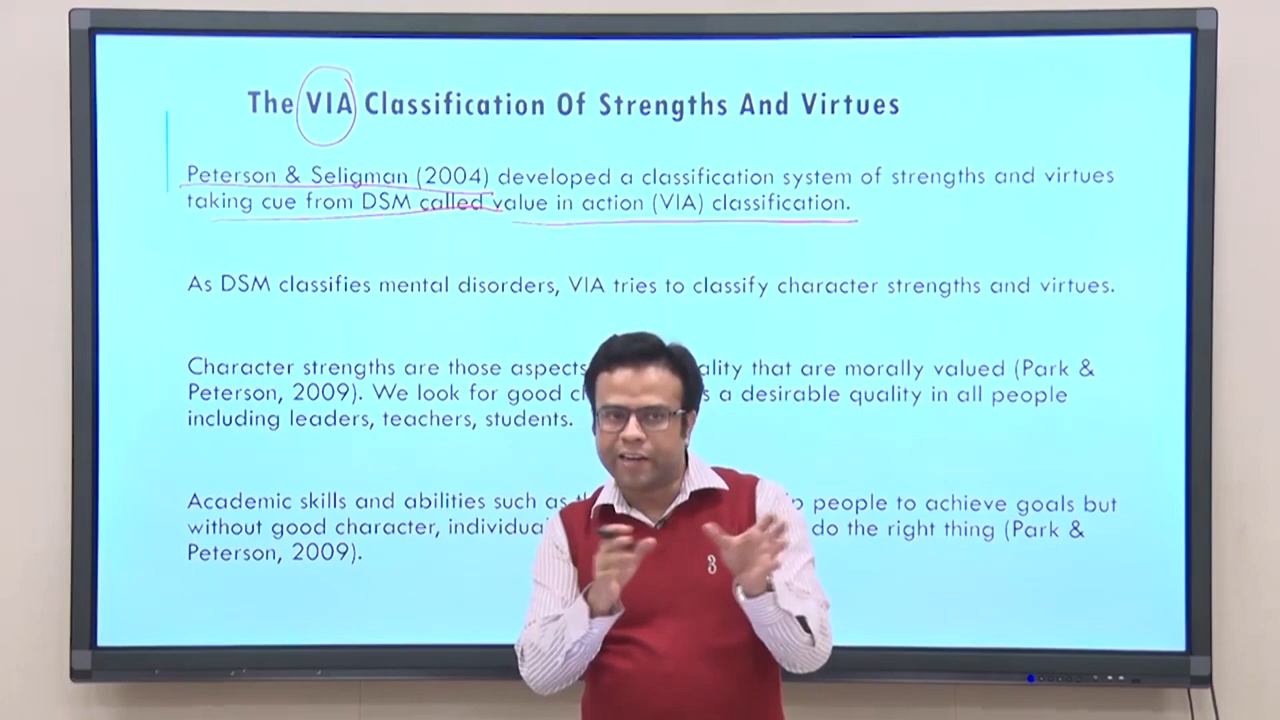 The VIA Classification Of Strengths And Virtues
Peterson & Seligman (2004) developed a classification system of strengths and virtues
taking cue from DSM called value in action (VIA) classification.
As DSM classifies mental disorders, VIA tries to classify character strengths and virtues.
Character strengths are those aspects ality that are morally valued (Park &
Peterson, 2009). We look for good c s a desirable quality in all people
including leaders, teachers, students.
Academic skills and abilities such as people to achieve goals but
without good character, do the right thing (Park &
Peterson, 2009).
3